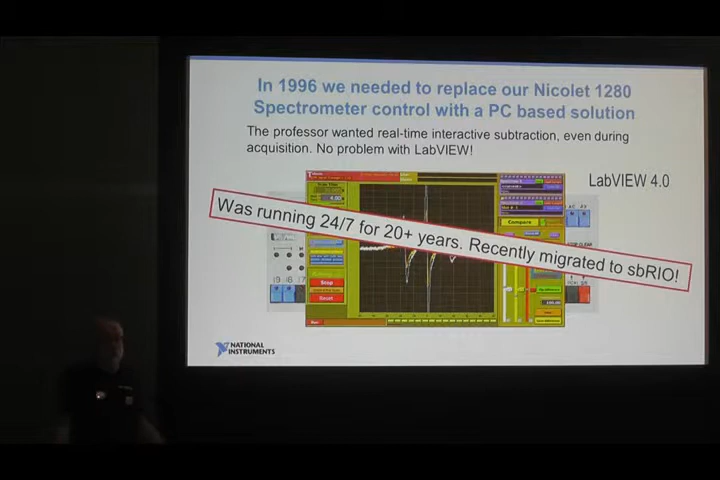 In 1996 we needed to replace our Nicolet 1280
Spectrometer control with a PC based solution
The professor wanted real-time interactive subtraction, even during
acquisition. No problem with LabVIEW!
LabVIEW 4.0
Was running 24/7 for 20+ years. Recently migrated to sbRIO!
Compare
Stop
Reset
NATIONAL
INSTRUMENTS